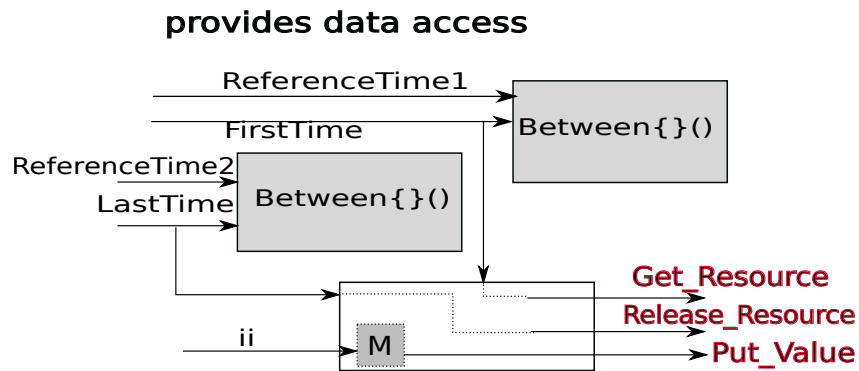 provides data access
ReferenceTime1
FirstTime
Between{}()
ReferenceTime2
LastTime
Between{}()
Get_Resource
Release_Resource
ii
M
Put_Value